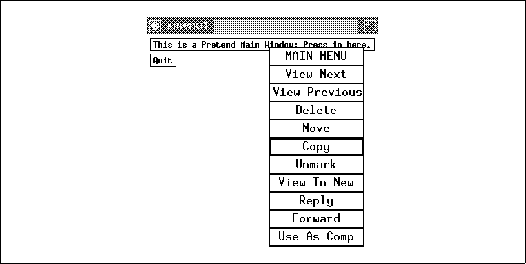 This is a Pretend Main Window: Press in here.
Quit
MAIN MENU
View Next
View Previous
Delete
Move
Copy
Unmark
View In New
Reply
Forward
Use As Comp